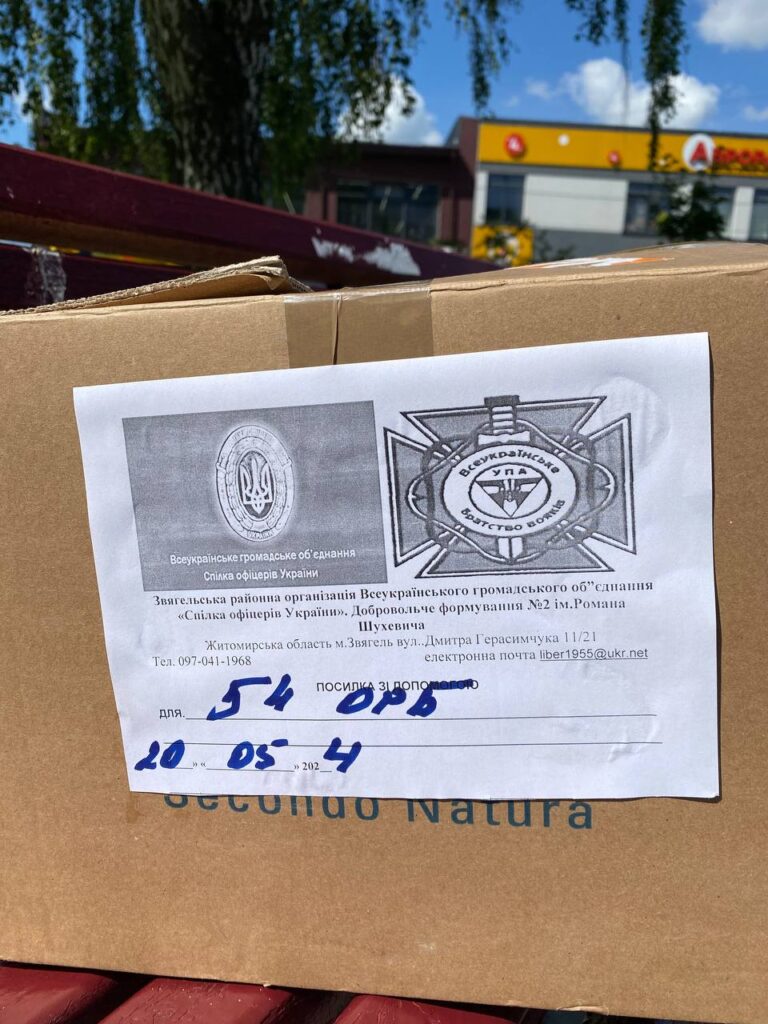 Всеукраїнське громадське об'єднання
Спілка офіцерів України
Всеукраїнське
УПА
Братство вояків
Звягельська районна організація Всеукраїнського громадського об"єднання
«Спілка офіцерів України». Добровольче формування №2 ім.Романа
Шухевича
Житомирська область м.Звягель вул..Дмитра Герасимчука 11/21
Тел. 097-041-1968 електронна почта liber1955@ukr.net
ПОСИЛКА ЗІ ДОПОМОГОЮ
для. 54 ОРБ
20 » « 05 » 2024
Secondo Natura